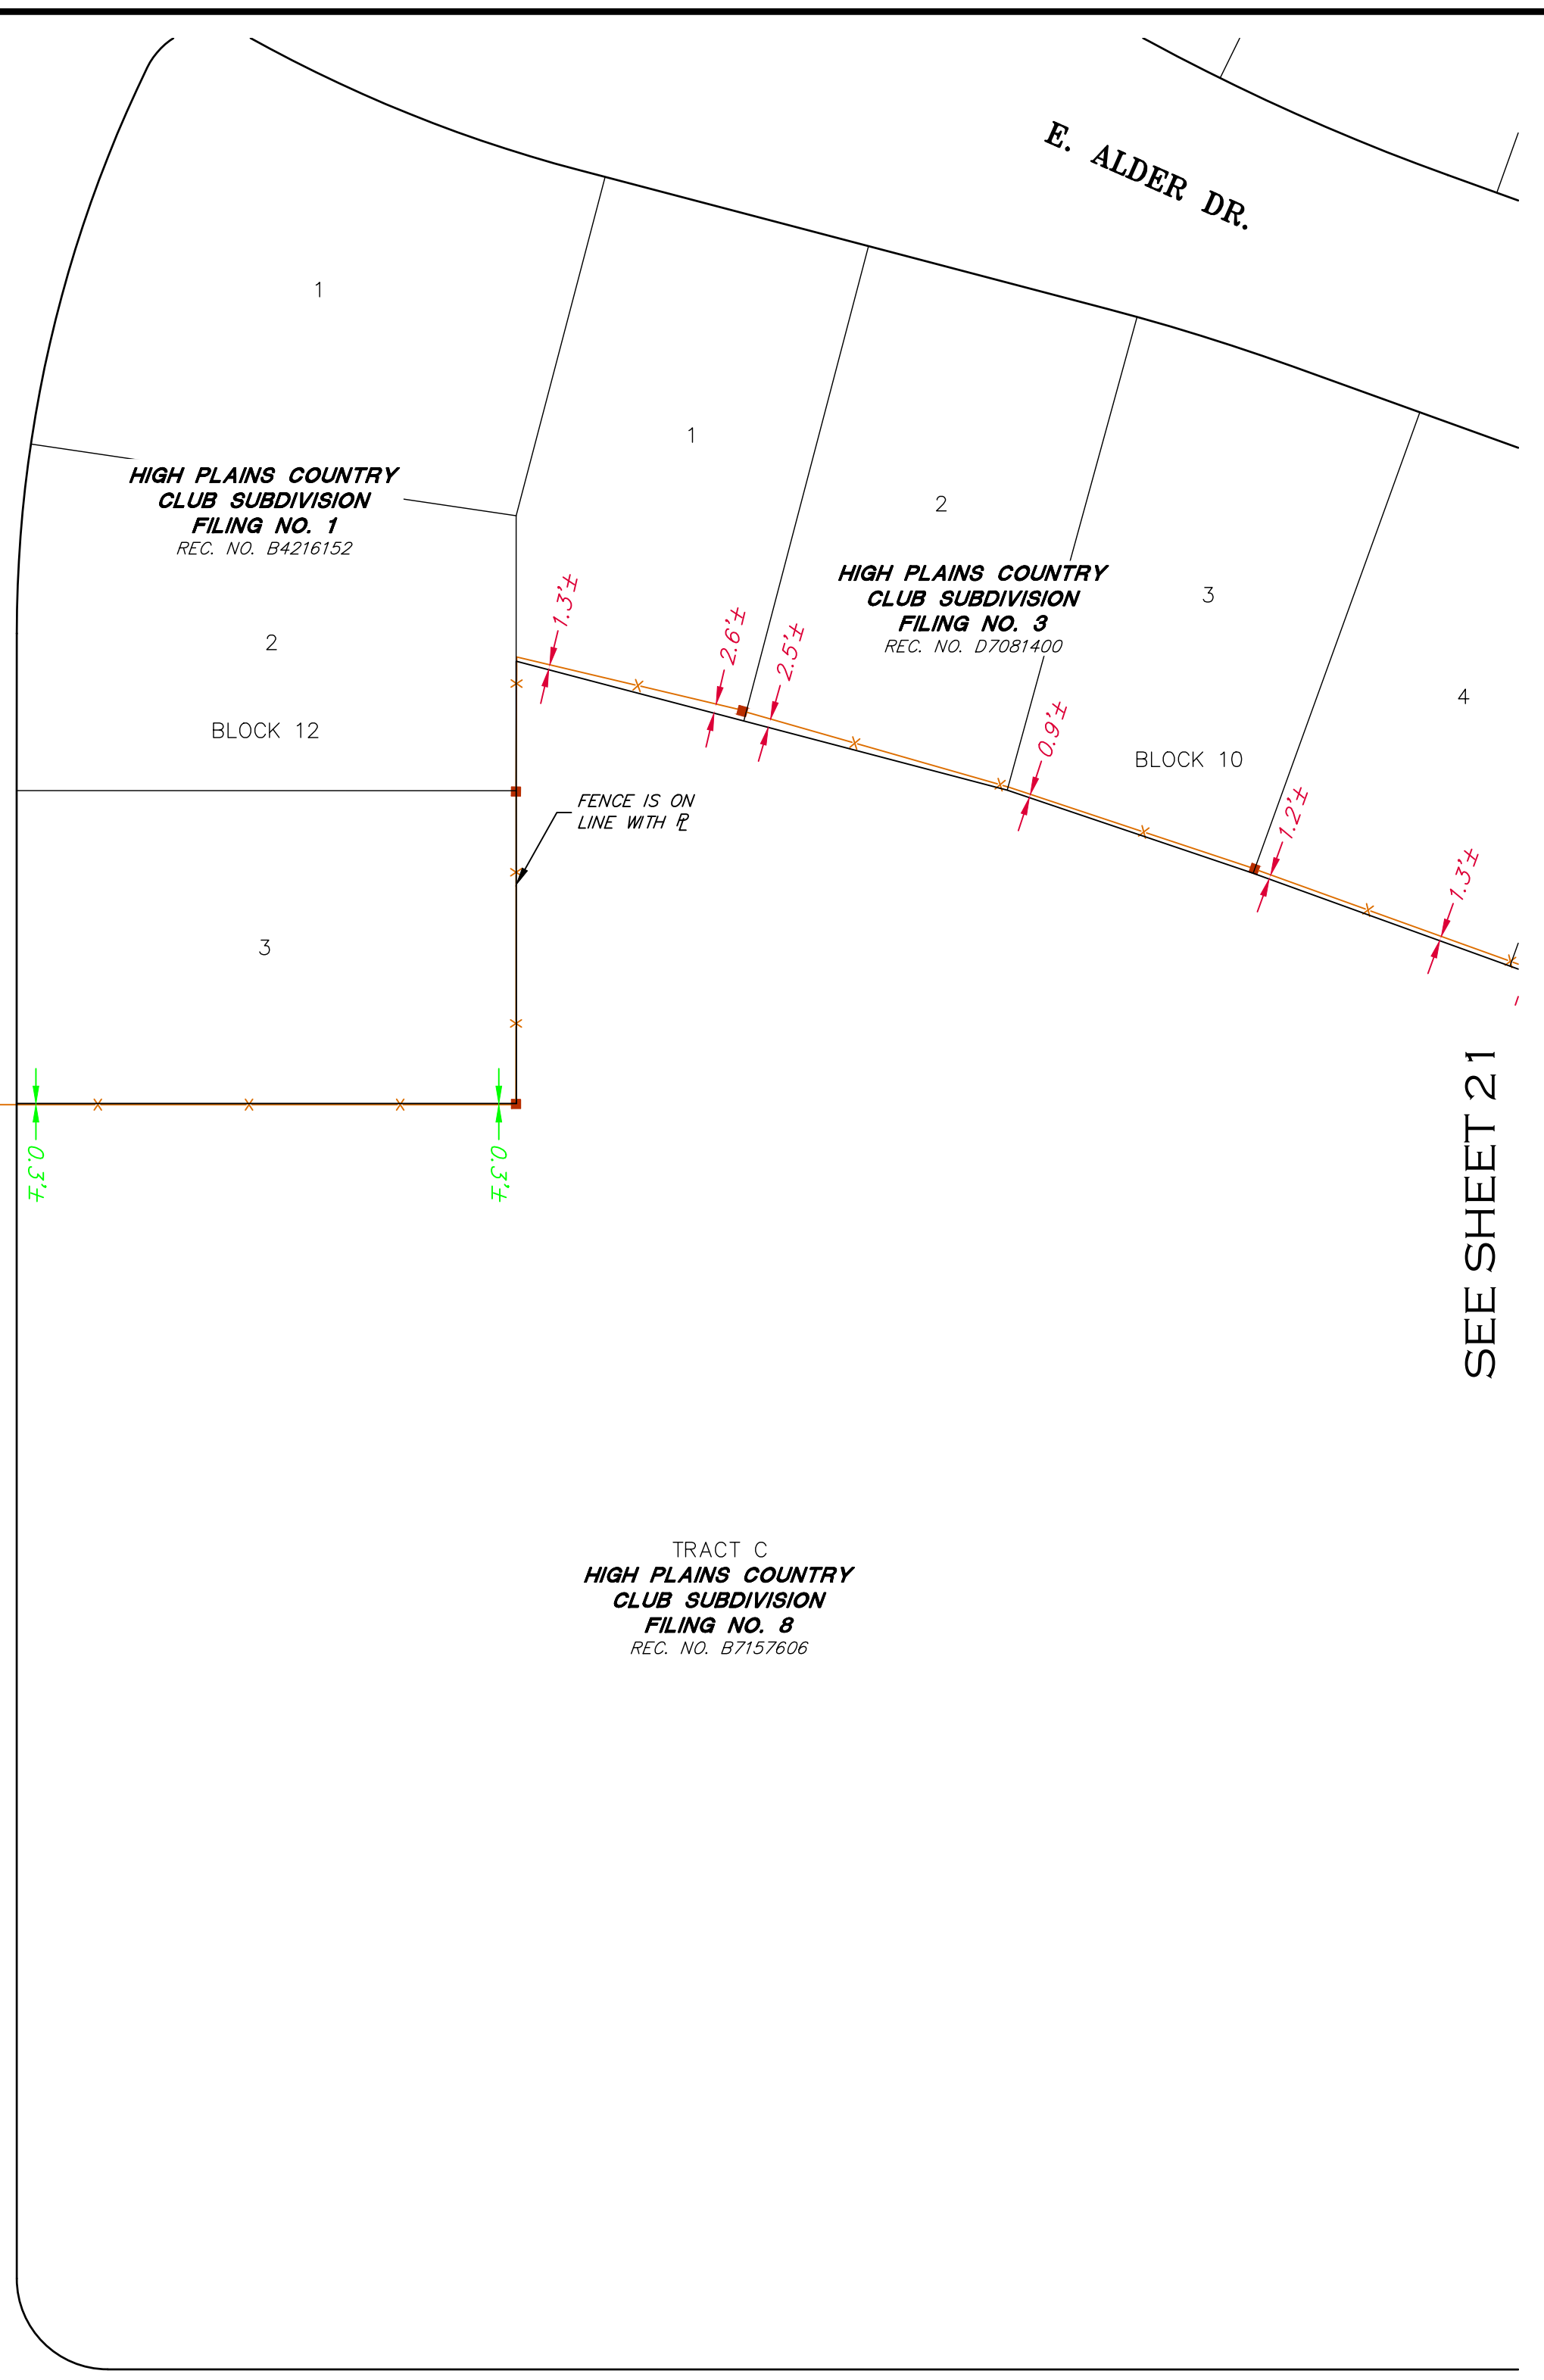 E. ALDER DR.
1
HIGH PLAINS COUNTRY
CLUB SUBDIVISION
FILING NO. 1
REC. NO. B4216152
2
BLOCK 12
3
1
2
HIGH PLAINS COUNTRY
CLUB SUBDIVISION
FILING NO. 3
REC. NO. D7081400
3
BLOCK 10
4
1.3'±
2.6'±
2.5'±
0.9'±
1.2'±
1.3'±
FENCE IS ON
LINE WITH ⅊
0.3'±
0.3'±
SEE SHEET 21
TRACT C
HIGH PLAINS COUNTRY
CLUB SUBDIVISION
FILING NO. 8
REC. NO. B7157606